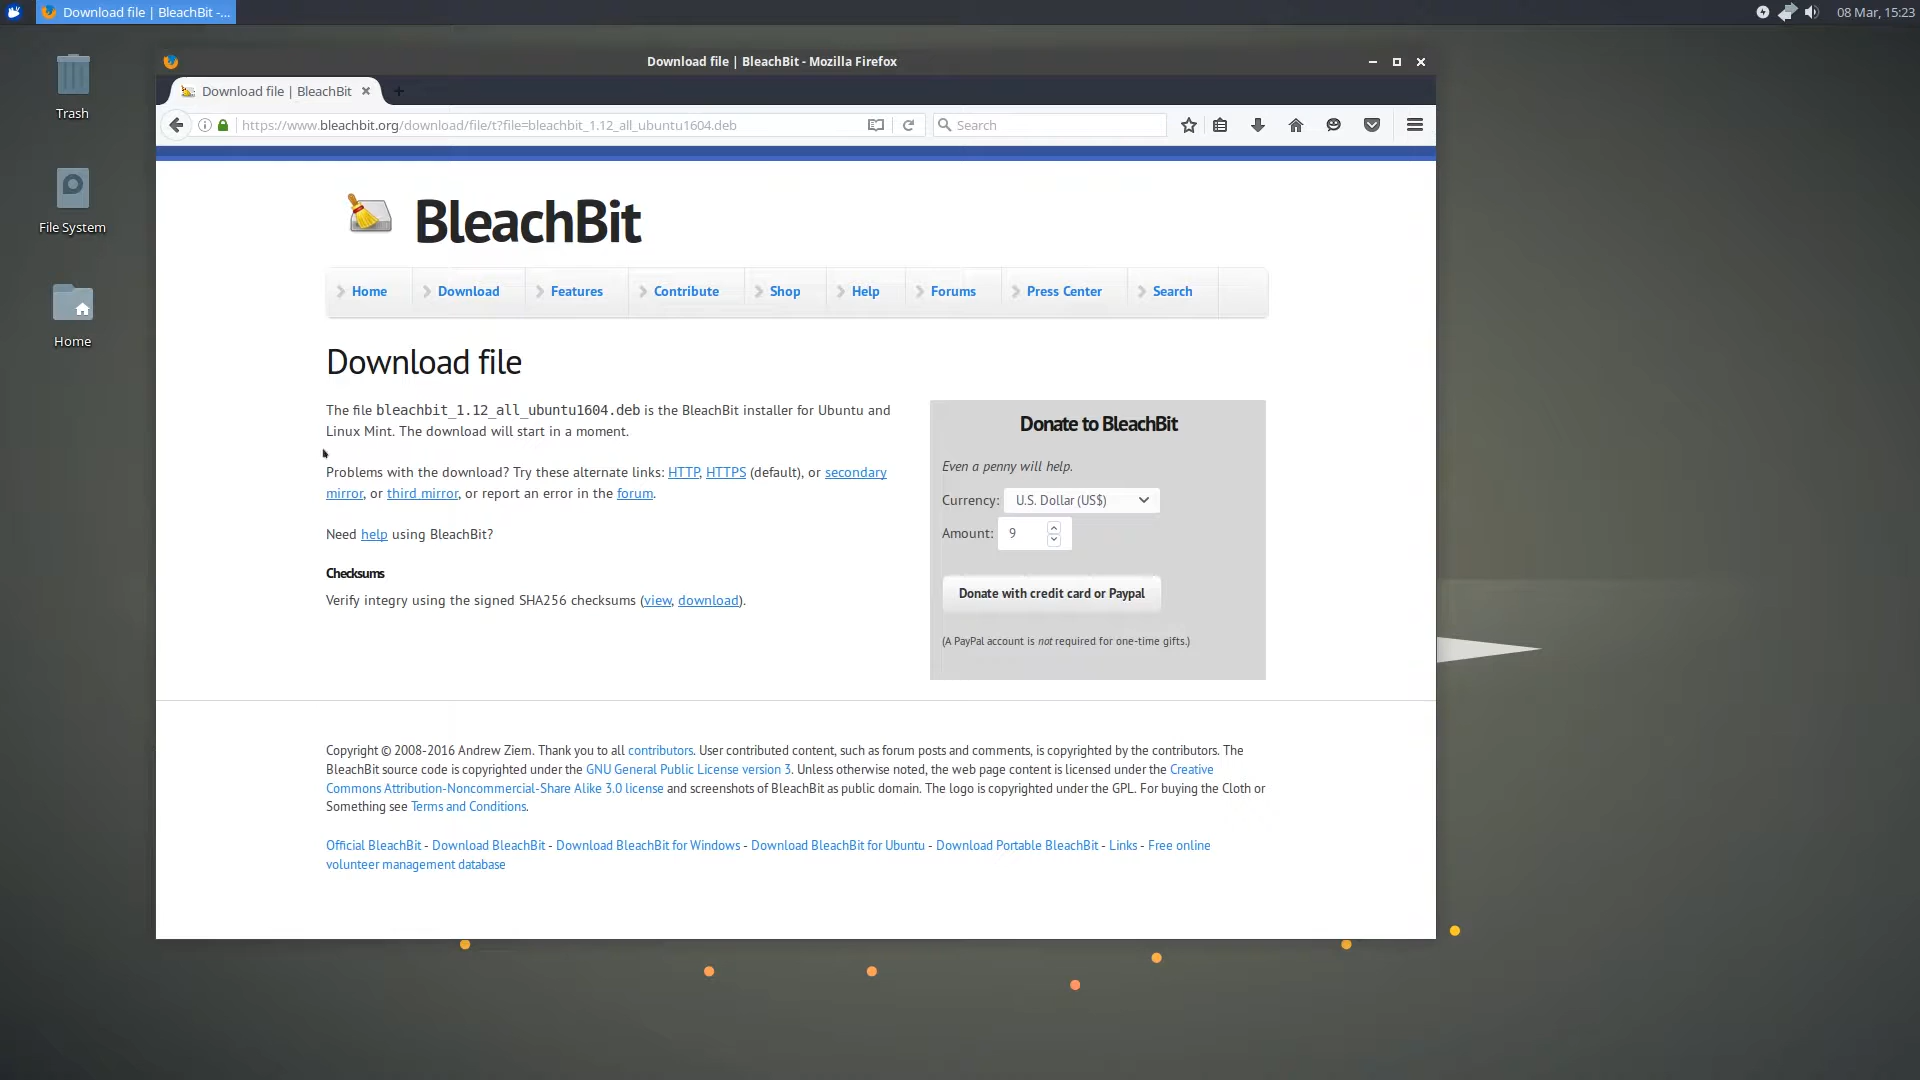 Download file | BleachBit -...
08 Mar, 15:23
Trash
File System
Home
Download file | BleachBit - Mozilla Firefox
Download file | BleachBit
https://www.bleachbit.org/download/file/t?file=bleachbit_1.12_all_ubuntu1604.deb
Search
BleachBit
Home
Download
Features
Contribute
Shop
Help
Forums
Press Center
Search
Download file
The file bleachbit_1.12_all_ubuntu1604.deb is the BleachBit installer for Ubuntu and
Linux Mint. The download will start in a moment.
Problems with the download? Try these alternate links: HTTP, HTTPS (default), or secondary
mirror, or third mirror, or report an error in the forum.
Need help using BleachBit?
Checksums
Verify integry using the signed SHA256 checksums (view, download).
Donate to BleachBit
Even a penny will help.
Currency: U.S. Dollar (US$)
Amount: 9
Donate with credit card or Paypal
(A PayPal account is not required for one-time gifts.)
Copyright © 2008-2016 Andrew Ziem. Thank you to all contributors. User contributed content, such as forum posts and comments, is copyrighted by the contributors. The
BleachBit source code is copyrighted under the GNU General Public License version 3. Unless otherwise noted, the web page content is licensed under the Creative
Commons Attribution-Noncommercial-Share Alike 3.0 license and screenshots of BleachBit as public domain. The logo is copyrighted under the GPL. For buying the Cloth or
Something see Terms and Conditions.
Official BleachBit - Download BleachBit - Download BleachBit for Windows - Download BleachBit for Ubuntu - Download Portable BleachBit - Links - Free online
volunteer management database